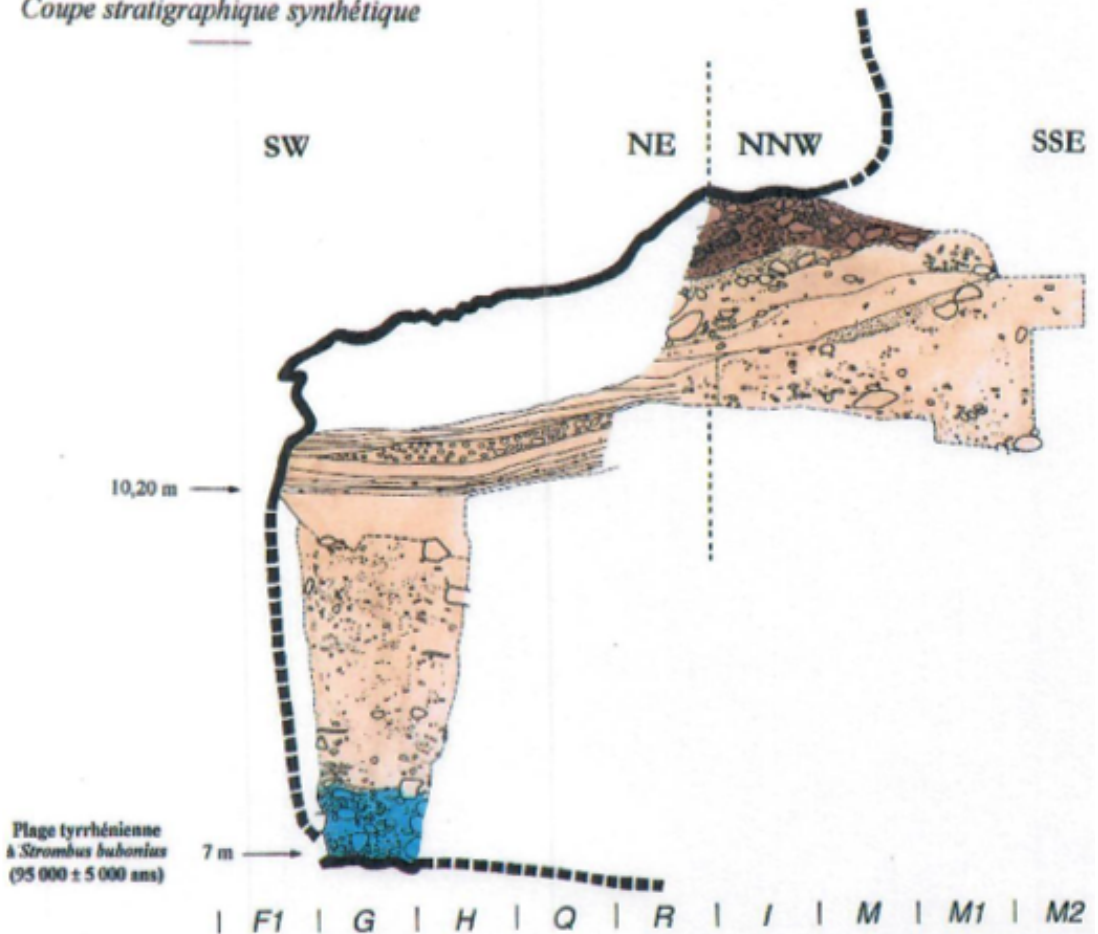 Coupe stratigraphique synthétique
SW NE NNW SSE
10,20 m
Plage tyrrhénienne
à Strombus bubonius
(95 000 ± 5 000 ans)
7 m
| F1 | G | H | Q | R | I | M | M1 | M2